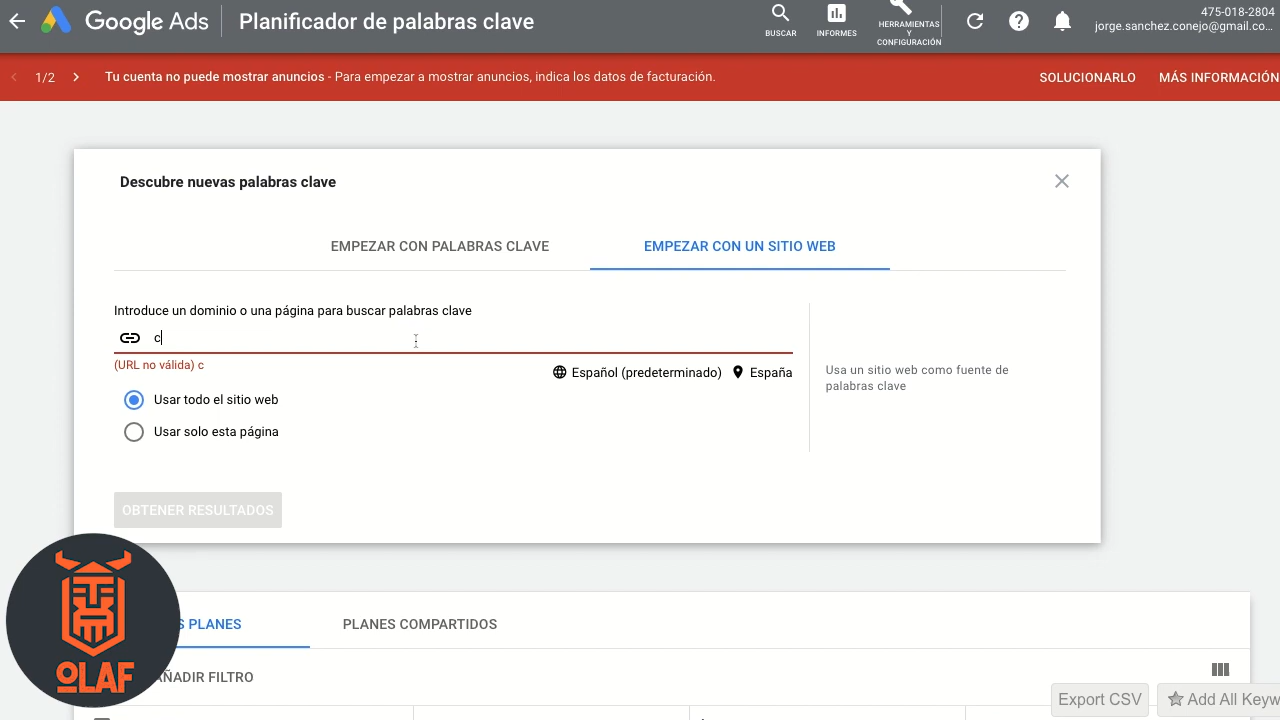 Google Ads
Planificador de palabras clave
BUSCAR
INFORMES
HERRAMIENTAS
Y
CONFIGURACIÓN
475-018-2804
jorge.sanchez.conejo@gmail.co...
1/2
Tu cuenta no puede mostrar anuncios - Para empezar a mostrar anuncios, indica los datos de facturación.
SOLUCIONARLO
MÁS INFORMACIÓN
Descubre nuevas palabras clave
EMPEZAR CON PALABRAS CLAVE
EMPEZAR CON UN SITIO WEB
Introduce un dominio o una página para buscar palabras clave
c
(URL no válida) c
Español (predeterminado)
España
Usa un sitio web como fuente de
palabras clave
Usar todo el sitio web
Usar solo esta página
OBTENER RESULTADOS
S PLANES
PLANES COMPARTIDOS
AÑADIR FILTRO
OLAF
Export CSV
Add All Keyw